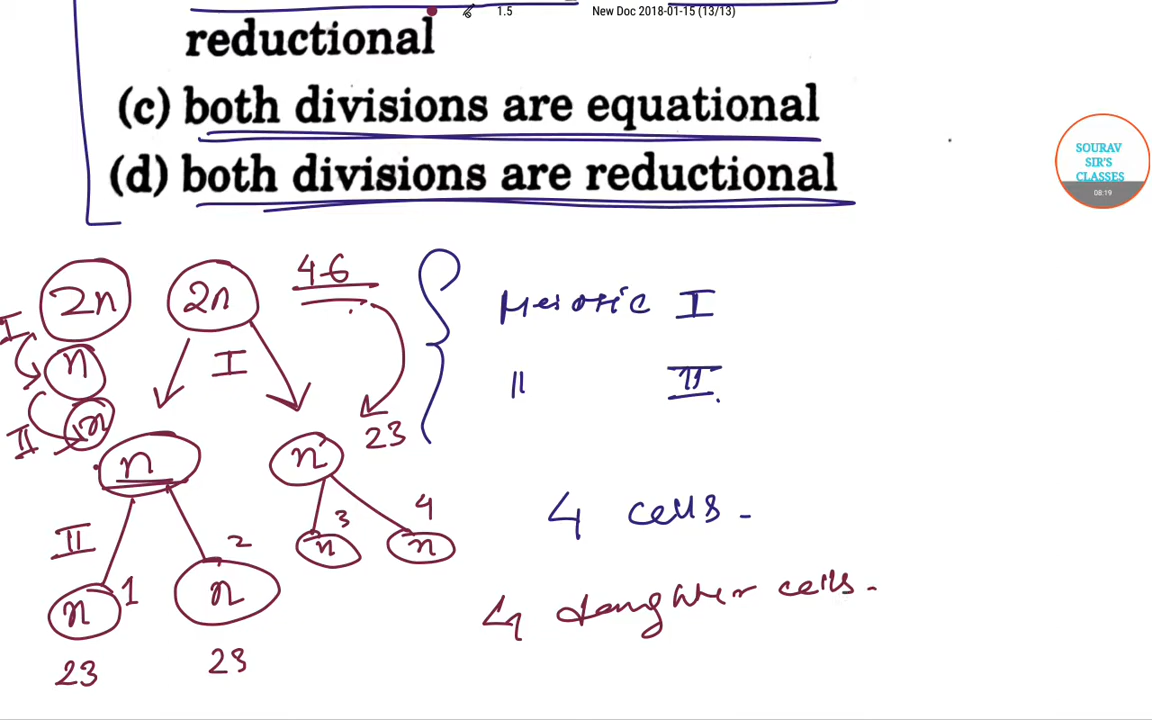 1.5 New Doc 2018-01-15 (13/13)
reductional
(c) both divisions are equational
(d) both divisions are reductional
SOURAV
SIR'S
CLASSES
08:19
2n 2n 46
I I
n
n
II
Meiotic I
" II.
23
n n
II
3 4
n n
1 2
n n
23 23
4 cells.
4 daughter cells.